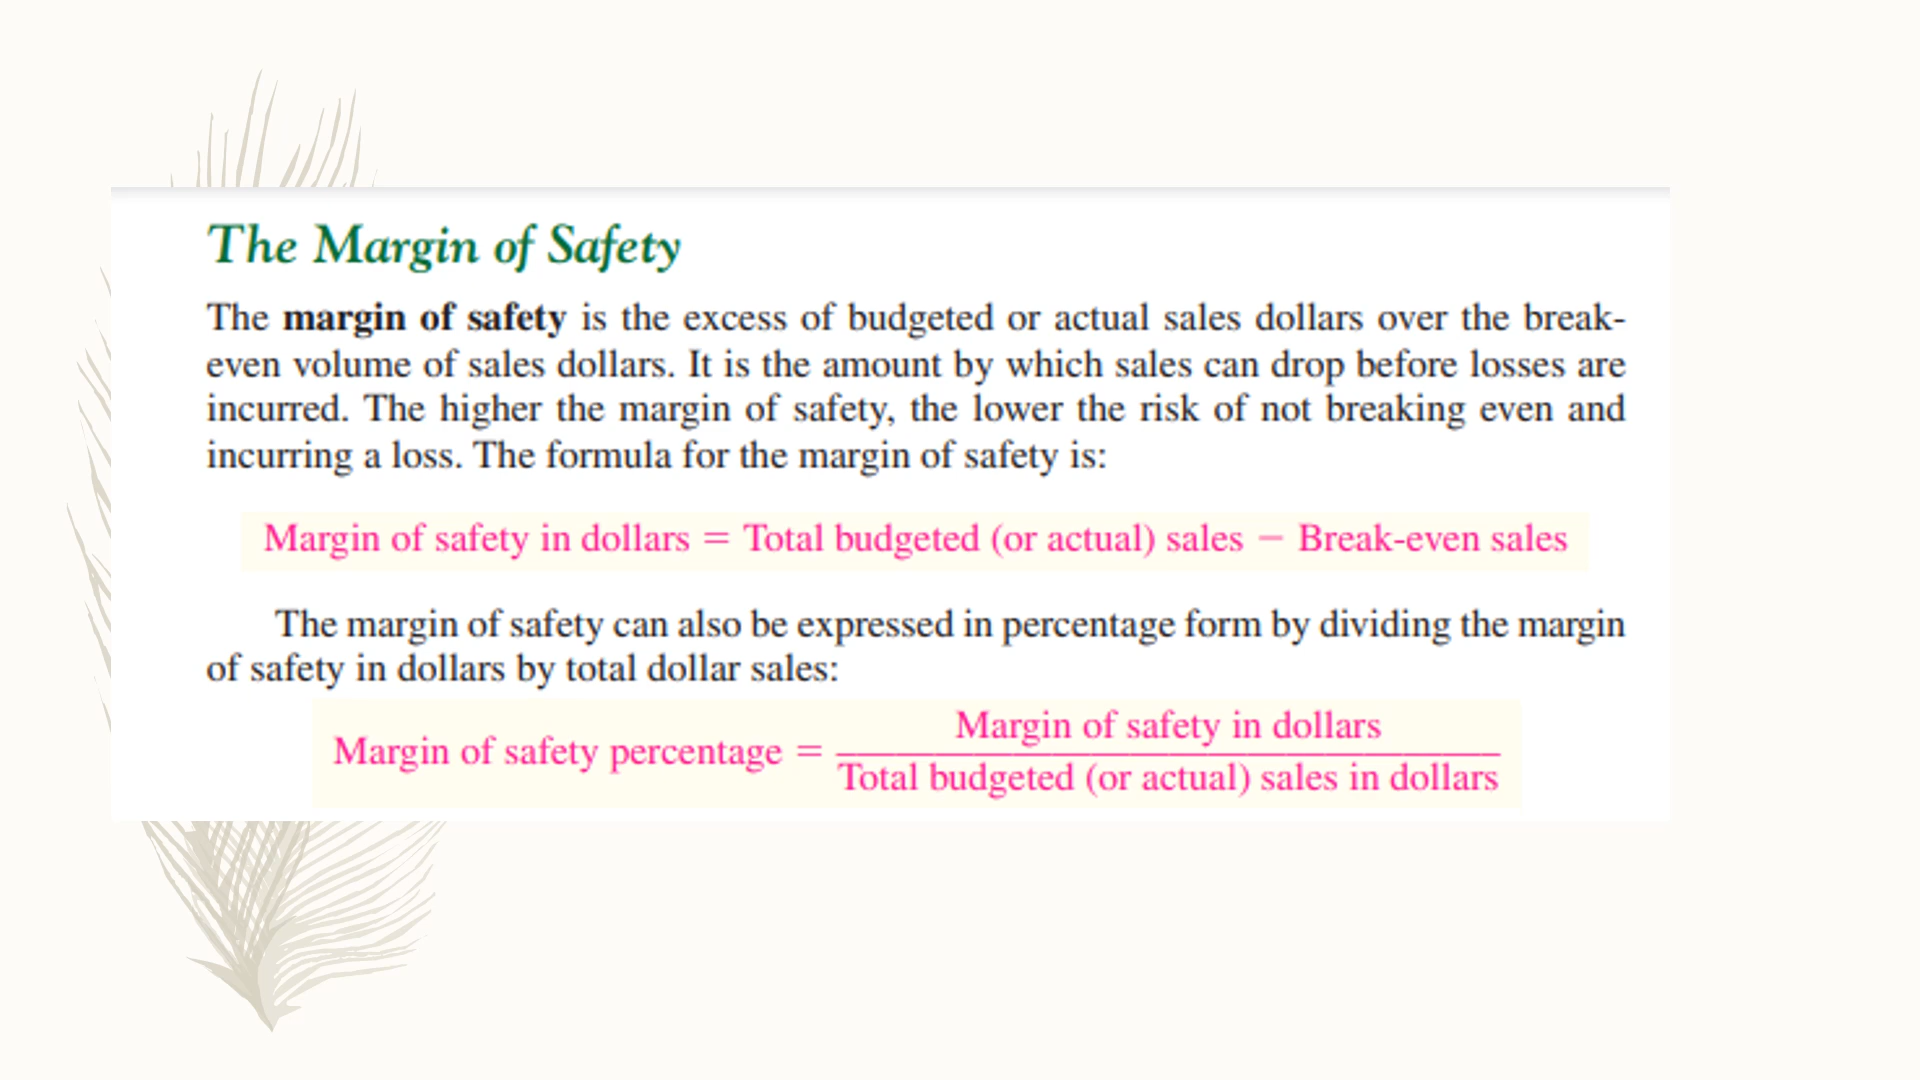 The Margin of Safety
The margin of safety is the excess of budgeted or actual sales dollars over the break-
even volume of sales dollars. It is the amount by which sales can drop before losses are
incurred. The higher the margin of safety, the lower the risk of not breaking even and
incurring a loss. The formula for the margin of safety is:
Margin of safety in dollars = Total budgeted (or actual) sales − Break-even sales
The margin of safety can also be expressed in percentage form by dividing the margin
of safety in dollars by total dollar sales:
Margin of safety in dollars
Margin of safety percentage =
Total budgeted (or actual) sales in dollars